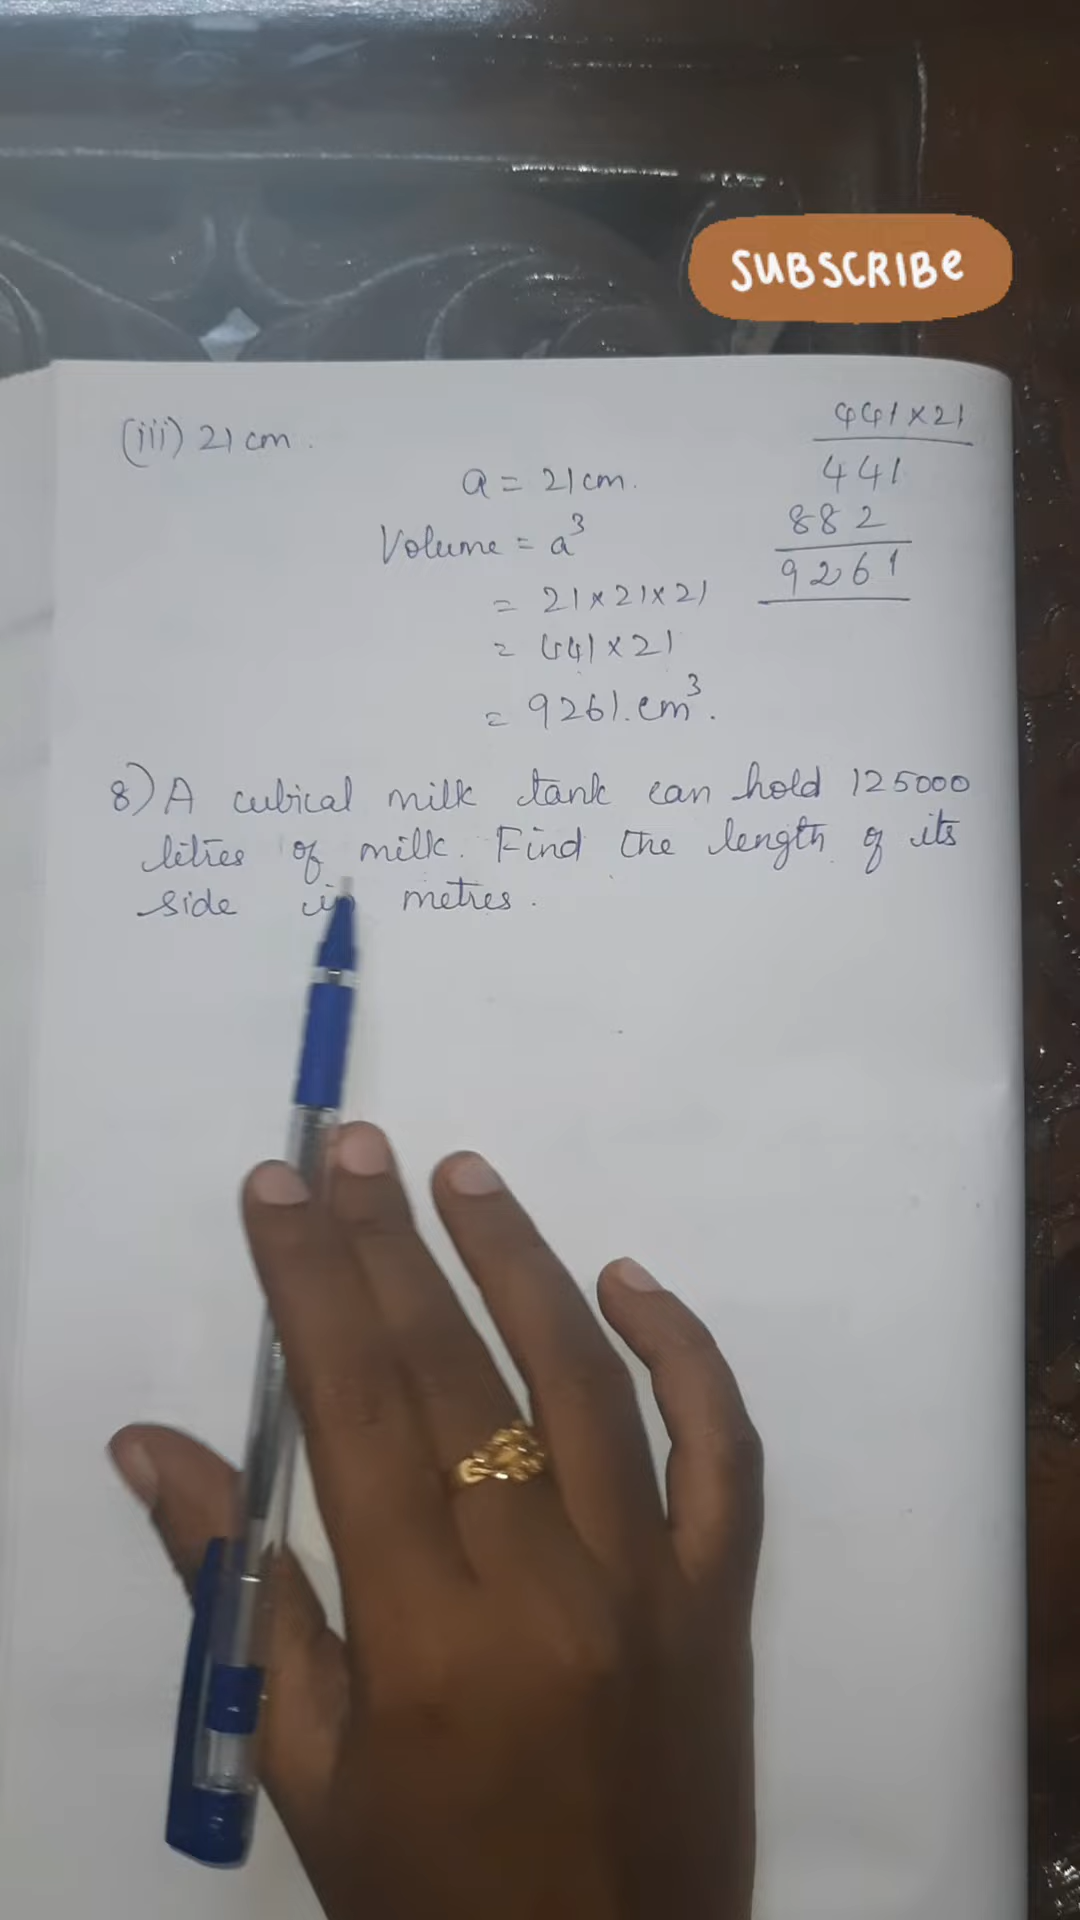 SUBSCRIBe
(iii) 21 cm.
441 x 21
441
882
9261
a = 21 cm.
Volume = a³
= 21 x 21 x 21
= 441 x 21
= 9261. cm³.
8) A cubical milk tank can hold 125000
litres of milk. Find the length of its
side in metres.